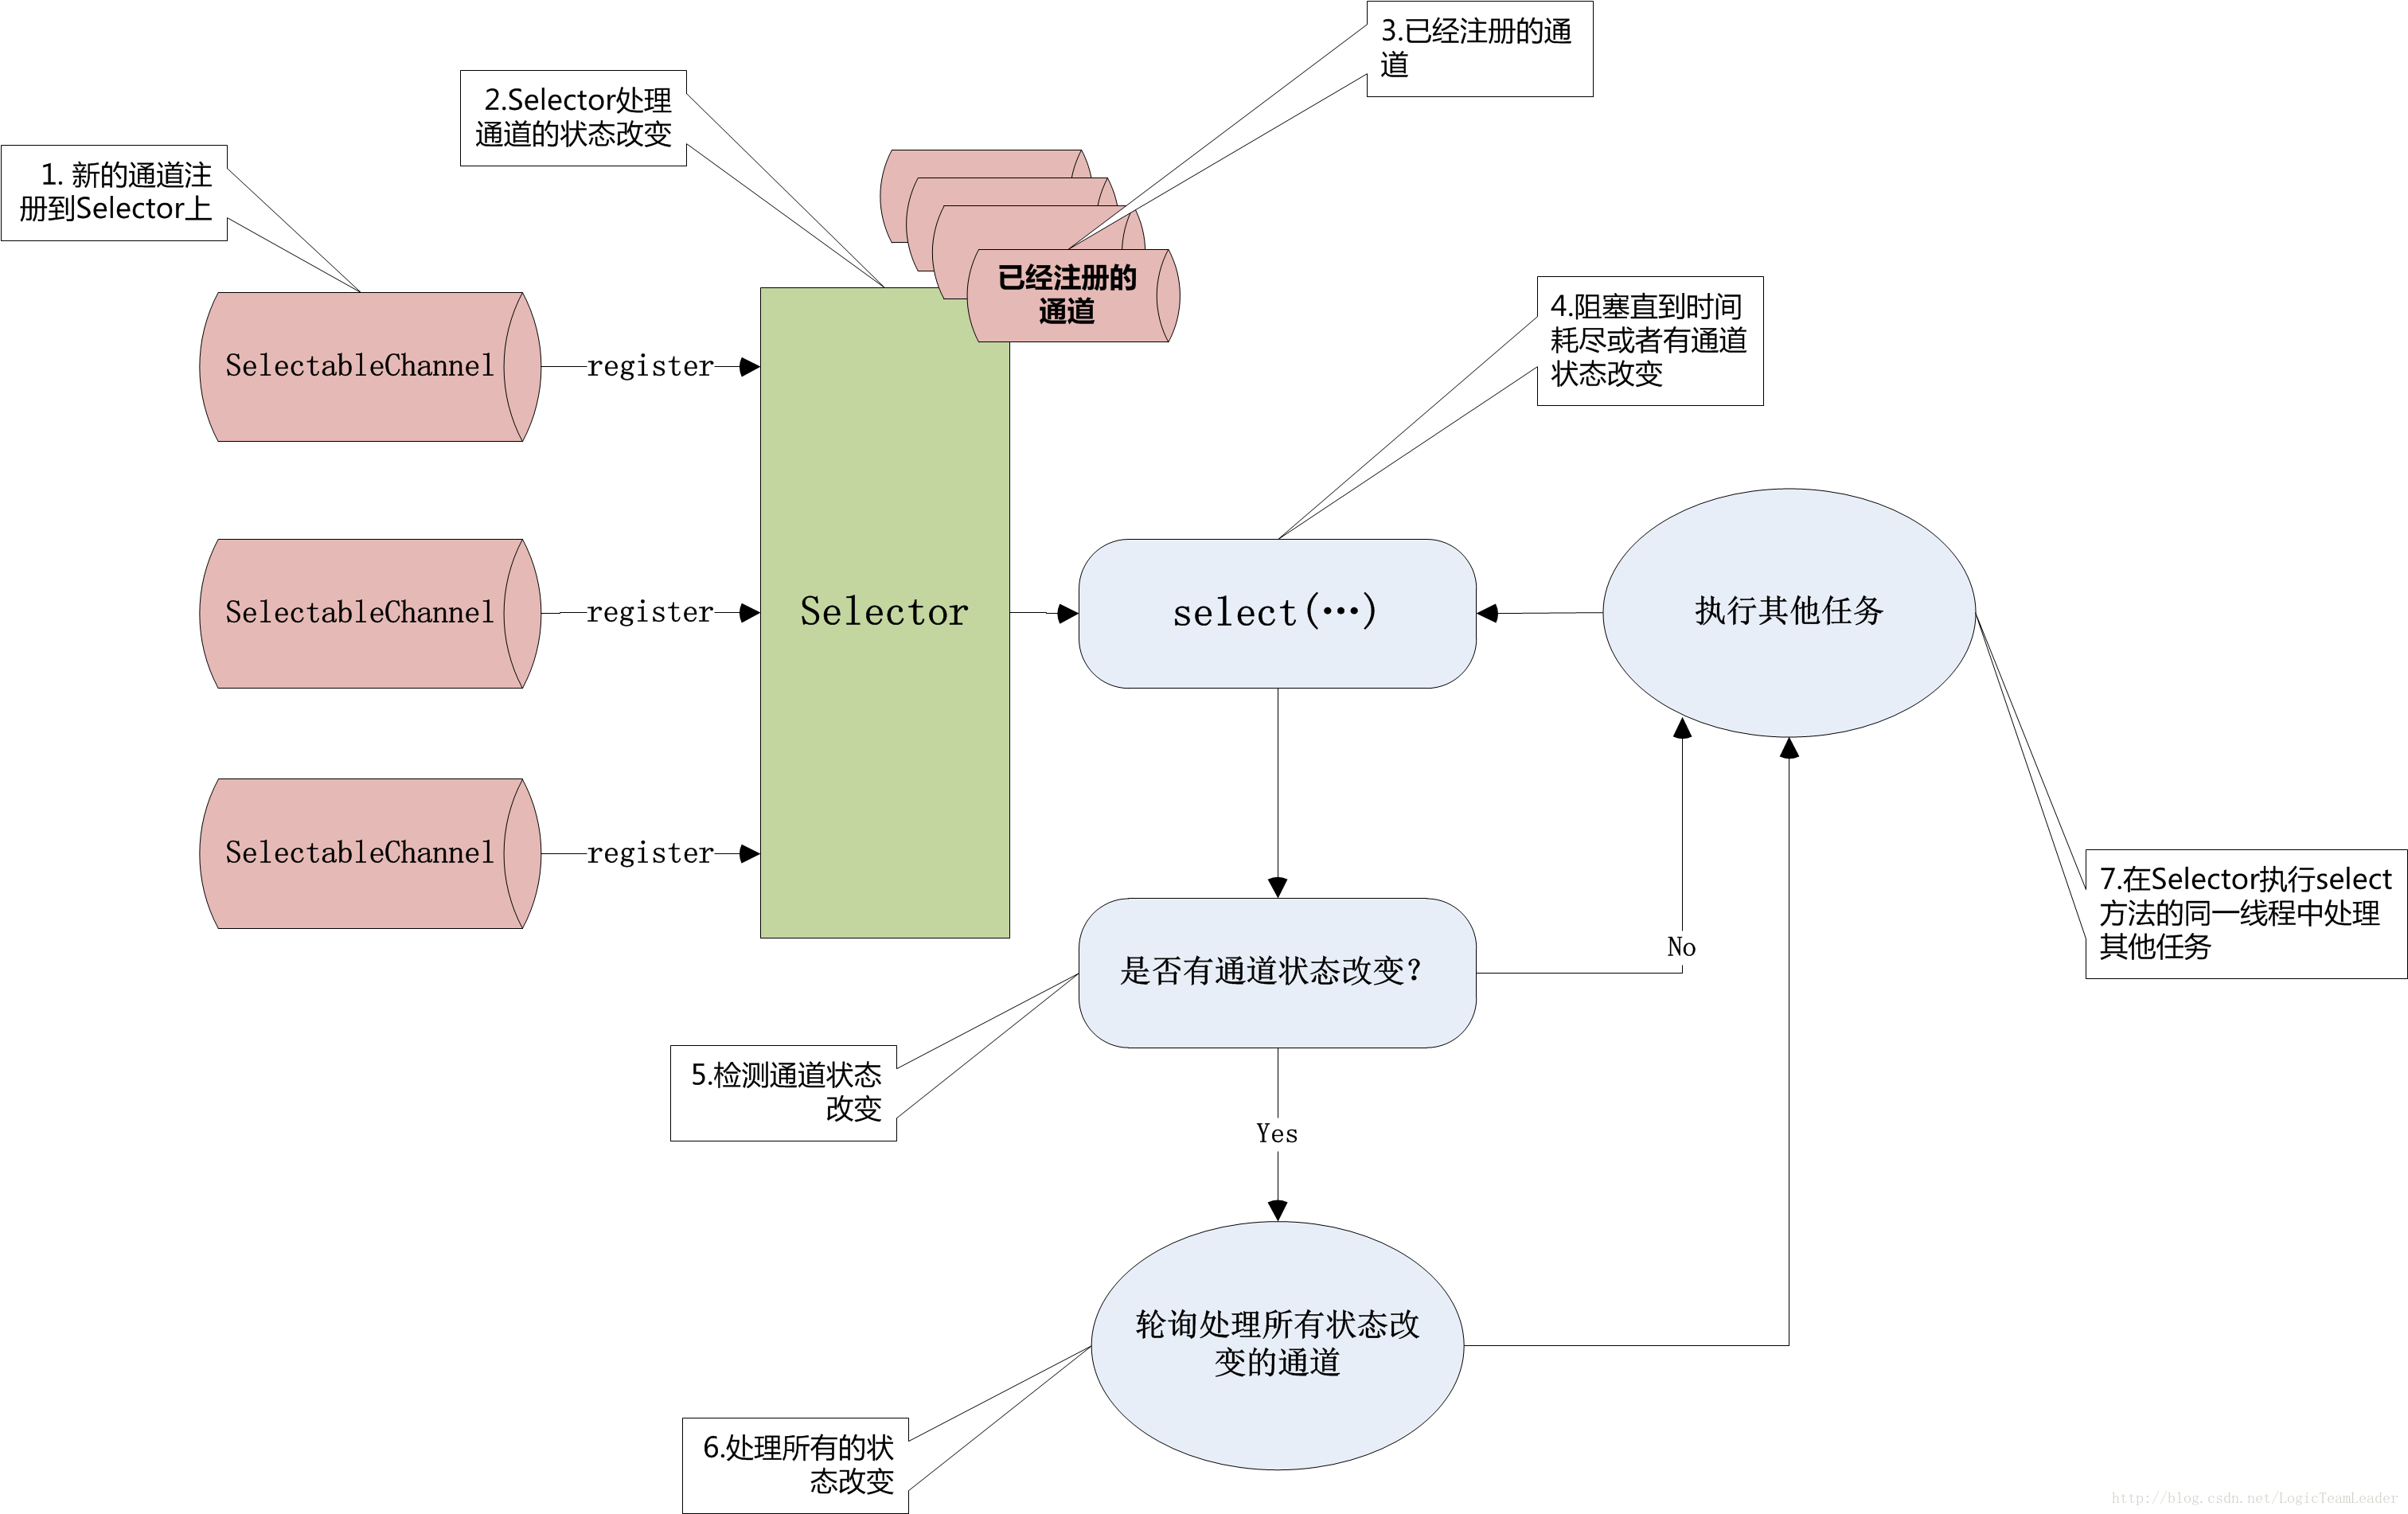 3.已经注册的通
道
2.Selector处理
通道的状态改变
1. 新的通道注
册到Selector上
已经注册的
通道
4.阻塞直到时间
耗尽或者有通道
状态改变
SelectableChannel
register
SelectableChannel
register
Selector
select(…)
执行其他任务
SelectableChannel
register
7.在Selector执行select
方法的同一线程中处理
其他任务
No
是否有通道状态改变?
5.检测通道状态
改变
Yes
轮询处理所有状态改
变的通道
6.处理所有的状
态改变
http://blog.csdn.net/LogicTeamLeader